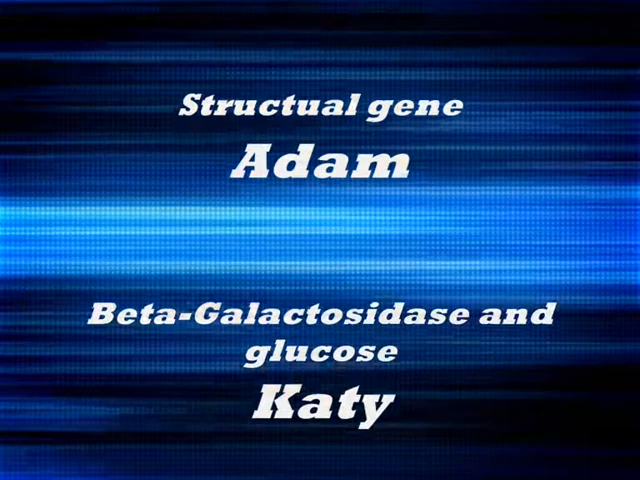 Structual gene
Adam
Beta-Galactosidase and
glucose
Katy